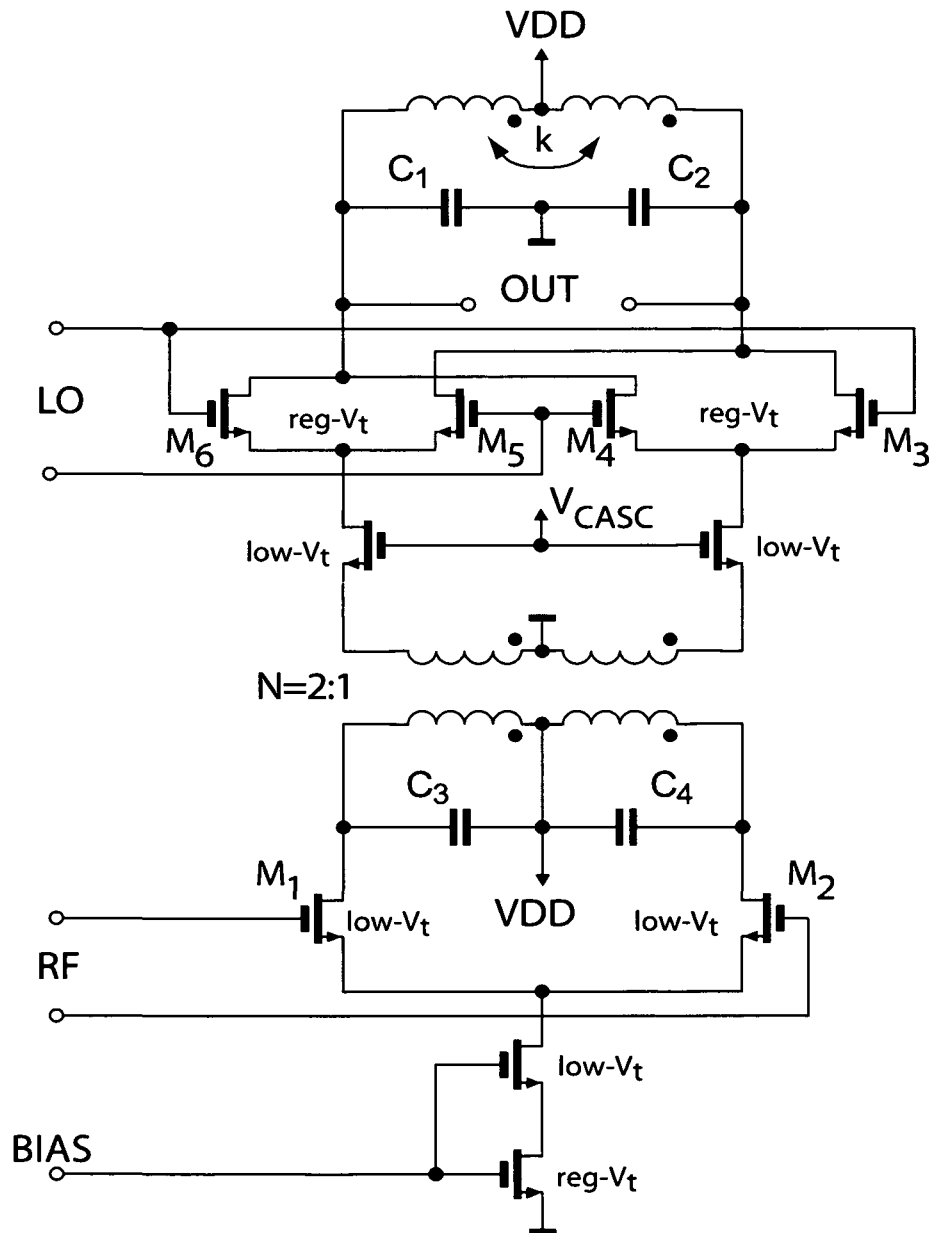 VDD
k
C1 C2
OUT
LO
M6 reg-Vt M5 M4 reg-Vt M3
VCASC
low-Vt low-Vt
N=2:1
C3 C4
M1 M2
low-Vt VDD low-Vt
RF
low-Vt
BIAS
reg-Vt